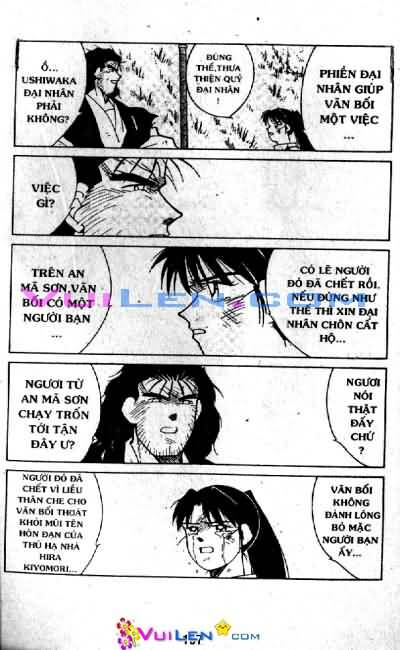 Ồ...
USHIWAKA
ĐẠI NHÂN
PHẢI
KHÔNG?
ĐÚNG
THẾ,THƯA
THIỆN QUỶ
ĐẠI NHÂN
!
PHIỀN ĐẠI
NHÂN GIÚP
VÃN BỐI
MỘT VIỆC
...
VIỆC
GÌ?
TRÊN AN
MÃ SƠN,VÃN
BỐI CÓ MỘT
NGƯỜI BẠN
...
CÓ LẼ NGƯỜI
ĐÓ ĐÃ CHẾT RỒI.
NẾU ĐÚNG NHƯ
THẾ THÌ XIN ĐẠI
NHÂN CHÔN CẤT
HỘ...
VUILEN.COM
NGƯƠI TỪ
AN MÃ SƠN
CHẠY TRỐN
TỚI TẬN
ĐÂY Ư?
NGƯƠI
NÓI
THẬT
ĐẤY CHỨ
?
NGƯỜI ĐÓ ĐÃ
CHẾT VÌ LIỀU
THÂN CHE CHO
VÃN BỐI THOÁT
KHỎI MŨI TÊN
HÒN ĐẠN CỦA
THỦ HẠ NHÀ
HIRA
KIYOMORI...
VÃN BỐI
KHÔNG
ĐÀNH LÒNG
BỎ MẶC
NGƯỜI BẠN
ẤY...
157
VUILEN.COM